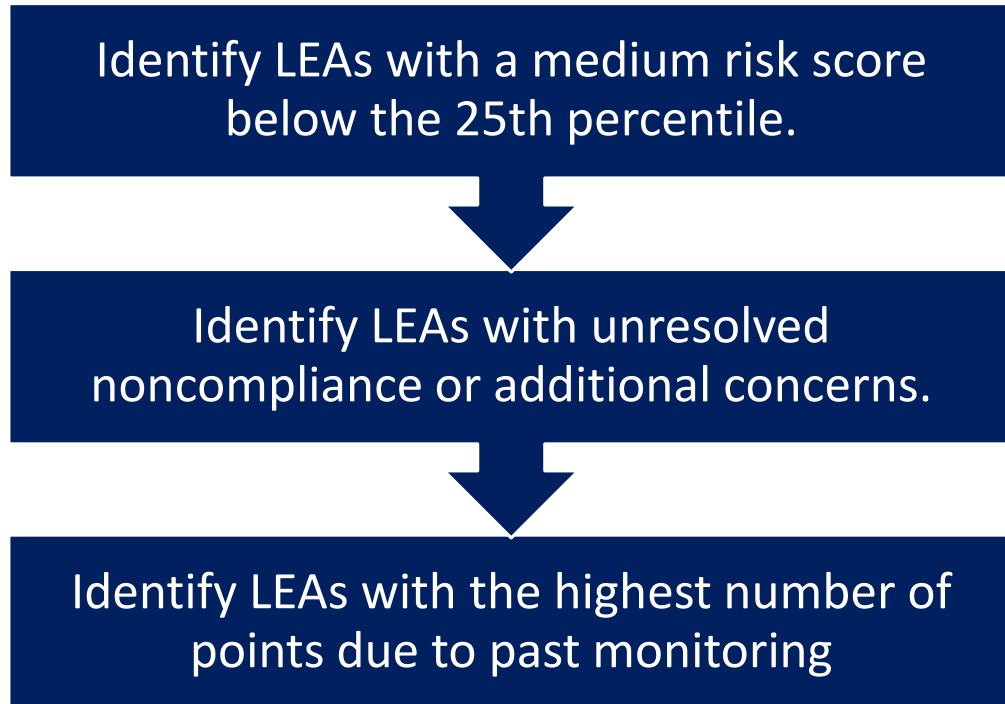 Identify LEAs with a medium risk score
below the 25th percentile.
Identify LEAs with unresolved
noncompliance or additional concerns.
Identify LEAs with the highest number of
points due to past monitoring